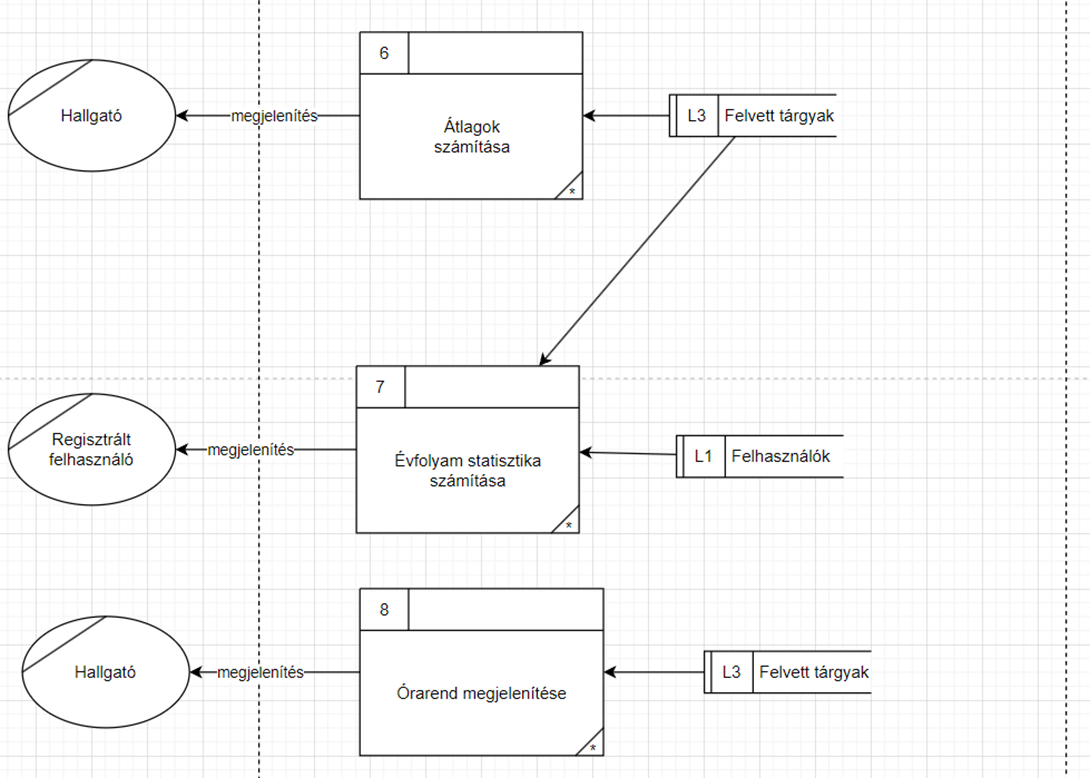 6
Hallgató
megjelenítés
Átlagok
számítása
*
L3
Felvett tárgyak
7
Regisztrált
felhasználó
megjelenítés
Évfolyam statisztika
számítása
*
L1
Felhasználók
8
Hallgató
megjelenítés
Órarend megjelenítése
*
L3
Felvett tárgyak